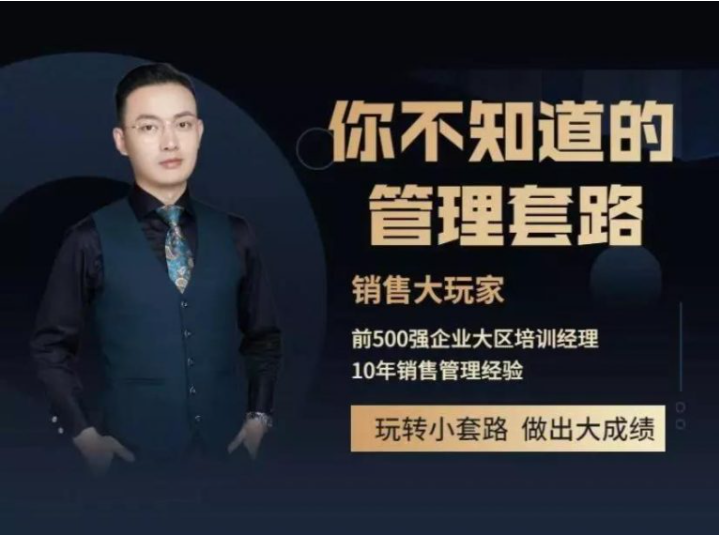 你不知道的
管理套路
销售大玩家
前500强企业大区培训经理
10年销售管理经验
玩转小套路 做出大成绩